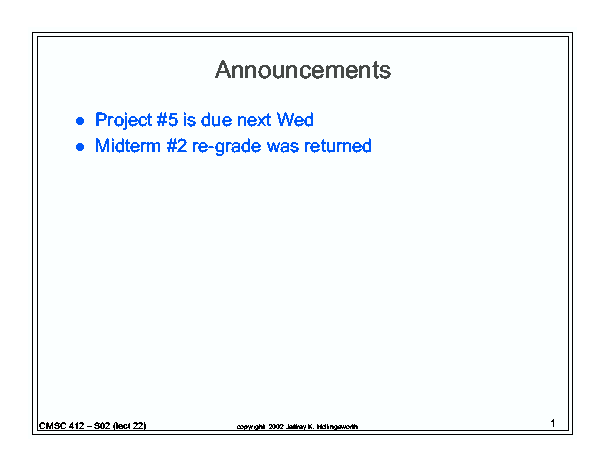 Announcements
● Project #5 is due next Wed
● Midterm #2 re-grade was returned
CMSC 412 – S02 (lect 22)
copyright 2002 Jeffrey K. Hollingsworth
1